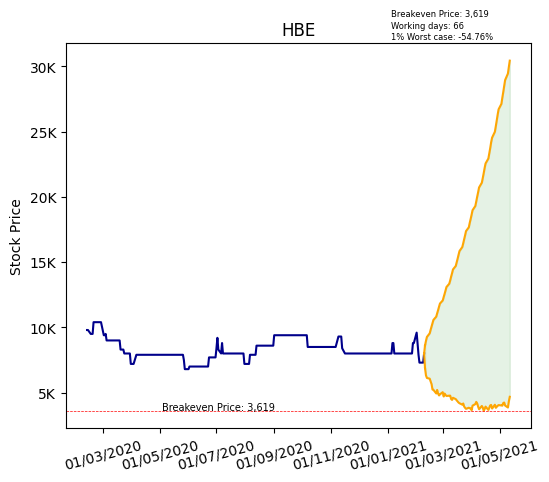 Breakeven Price: 3,619
Working days: 66
1% Worst case: -54.76%
HBE
Stock Price
30K
25K
20K
15K
10K
5K
Breakeven Price: 3,619
01/03/2020
01/05/2020
01/07/2020
01/09/2020
01/11/2020
01/01/2021
01/03/2021
01/05/2021